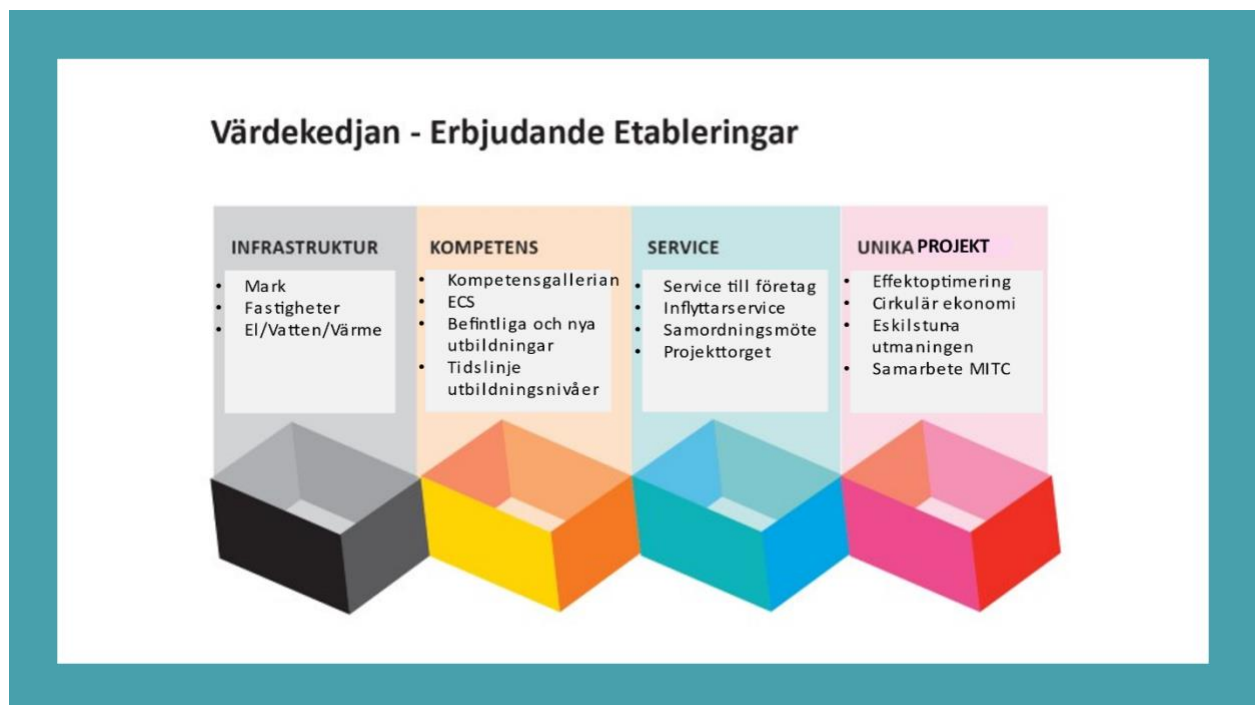 Värdekedjan - Erbjudande Etableringar
INFRASTRUKTUR
• Mark
• Fastigheter
• El/Vatten/Värme
KOMPETENS
• Kompetensgallerian
• ECS
• Befintliga och nya
utbildningar
• Tidslinje
utbildningsnivåer
SERVICE
• Service till företag
• Inflyttarservice
• Samordningsmöte
• Projekttorget
UNIKA PROJEKT
• Effektoptimering
• Cirkulär ekonomi
• Eskilstuna
utmaningen
• Samarbete MITC